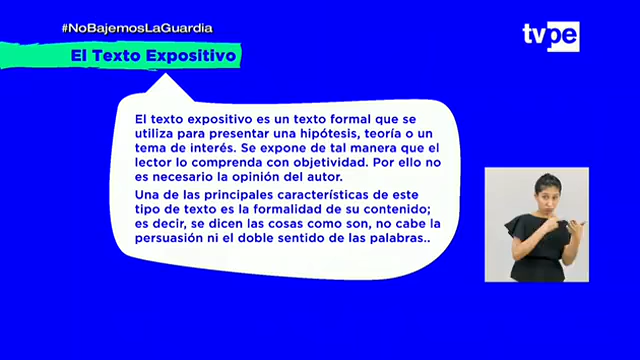 #NoBajemosLaGuardia
tvpe
El Texto Expositivo
El texto expositivo es un texto formal que se
utiliza para presentar una hipótesis, teoría o un
tema de interés. Se expone de tal manera que el
lector lo comprenda con objetividad. Por ello no
es necesario la opinión del autor.
Una de las principales características de este
tipo de texto es la formalidad de su contenido;
es decir, se dicen las cosas como son, no cabe la
persuasión ni el doble sentido de las palabras..